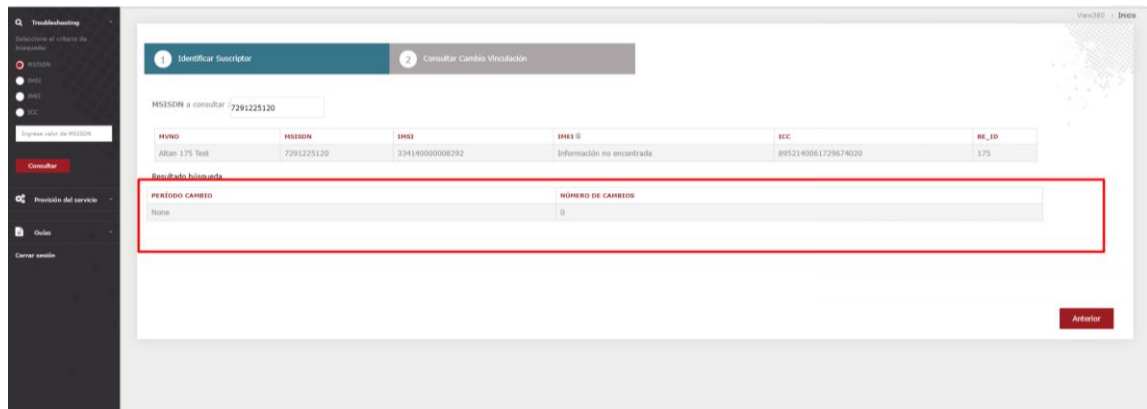 View360 > Inicio
Troubleshooting
Seleccione el criterio de
búsqueda:
MSISDN
IMSI
IMEI
ICC
Ingrese valor de MSISDN
Consultar
Provisión del servicio
Guías
Cerrar sesión
1 Identificar Suscriptor
2 Consultar Cambio Vinculación
MSISDN a consultar : 7291225120
MVNO MSISDN IMSI IMEI ICC BE_ID
Altan 175 Test 7291225120 334140000008292 Información no encontrada 8952140061729674020 175
Resultado búsqueda
PERÍODO CAMBIO NÚMERO DE CAMBIOS
None 0
Anterior